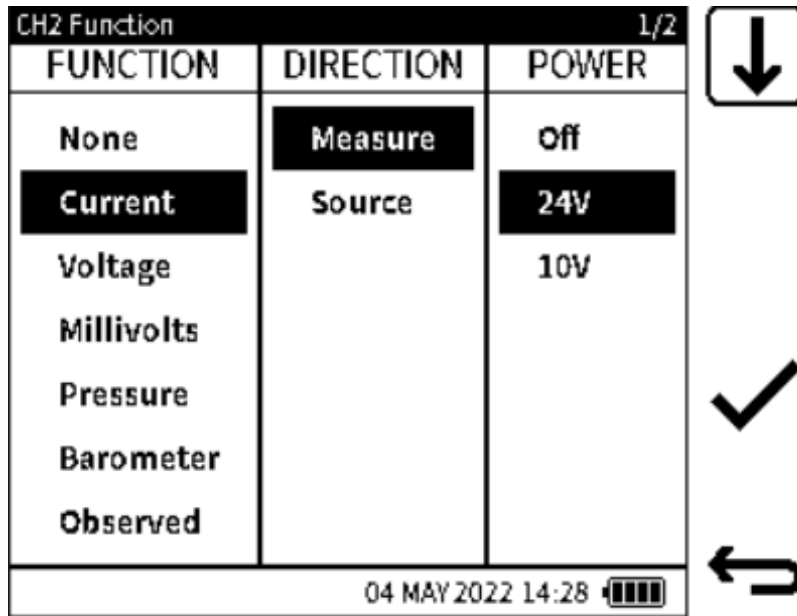 CH2 Function 1/2
FUNCTION DIRECTION POWER
None Measure Off
Current Source 24V
Voltage 10V
Millivolts
Pressure
Barometer
Observed
04 MAY 2022 14:28